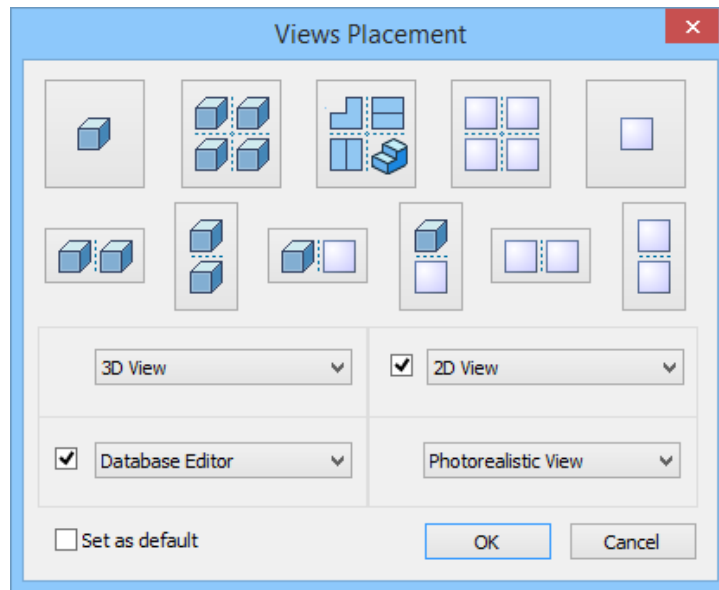 Views Placement
3D View
2D View
Database Editor
Photorealistic View
Set as default
OK
Cancel